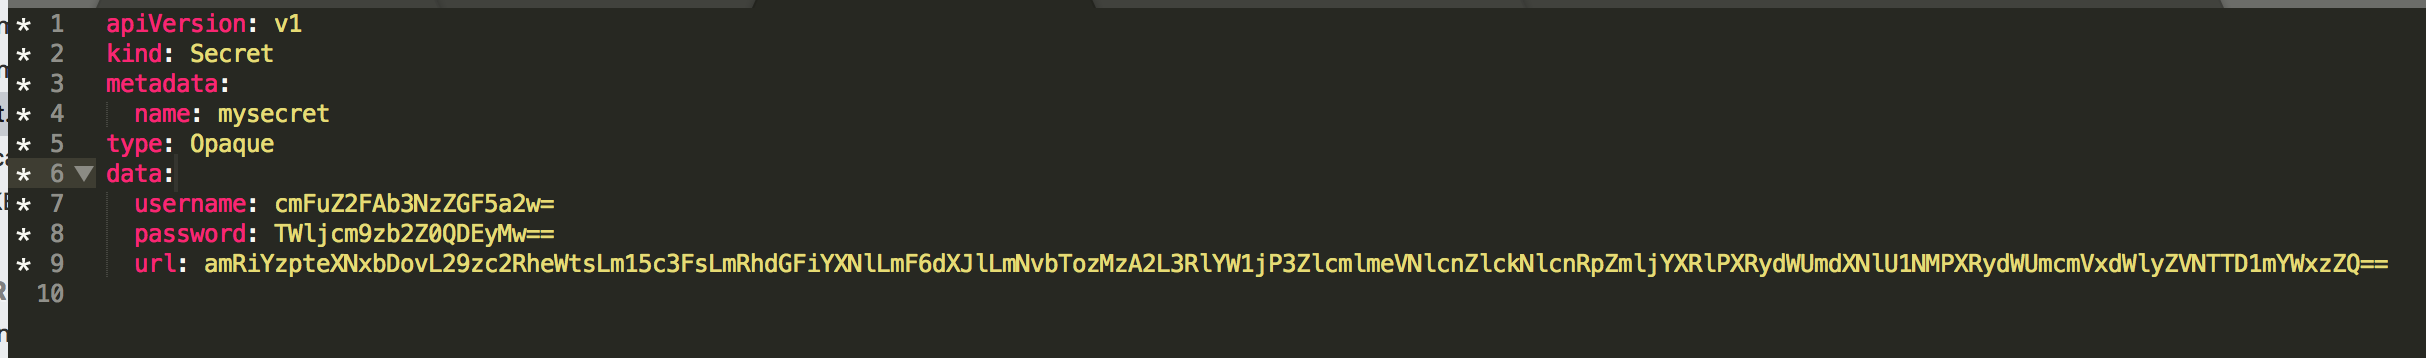 * 1 apiVersion: v1
* 2 kind: Secret
* 3 metadata:
* 4 name: mysecret
* 5 type: Opaque
* 6 data:
* 7 username: cmFuZ2FAb3NzZGF5a2w=
* 8 password: TWljcm9zb2Z0QDEyMw==
* 9 url: amRiYzpteXNxbDovL29zc2RheWtsLm15c3FsLmRhdGFiYXNlLmF6dXJlLmNvbTozMzA2L3RlYW1jP3ZlcmlmeVNlcnZlckNlcnRpZmljYXRlPXRydWUmdXNlU1NMPXRydWUmcmVxdWlyZVNTTD1mYWxzZQ==
10